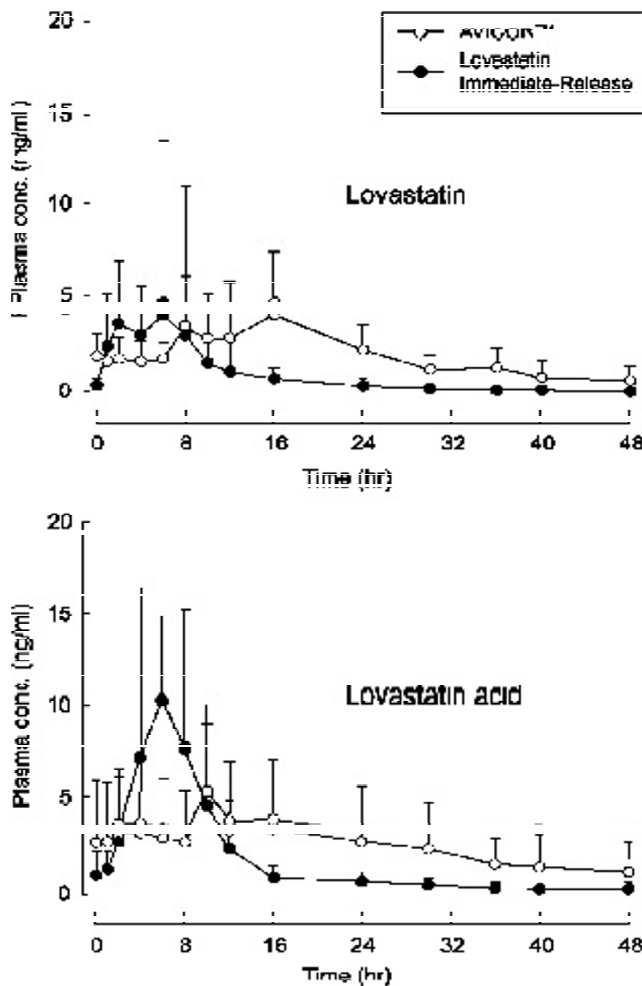 20
15
10
5
0
Plasma conc. (ng/ml)
Lovastatin
Immediate-Release
Lovastatin
0 8 16 24 32 40 48
Time (hr)
20
15
10
5
0
Plasma conc. (ng/ml)
Lovastatin acid
0 8 16 24 32 40 48
Time (hr)